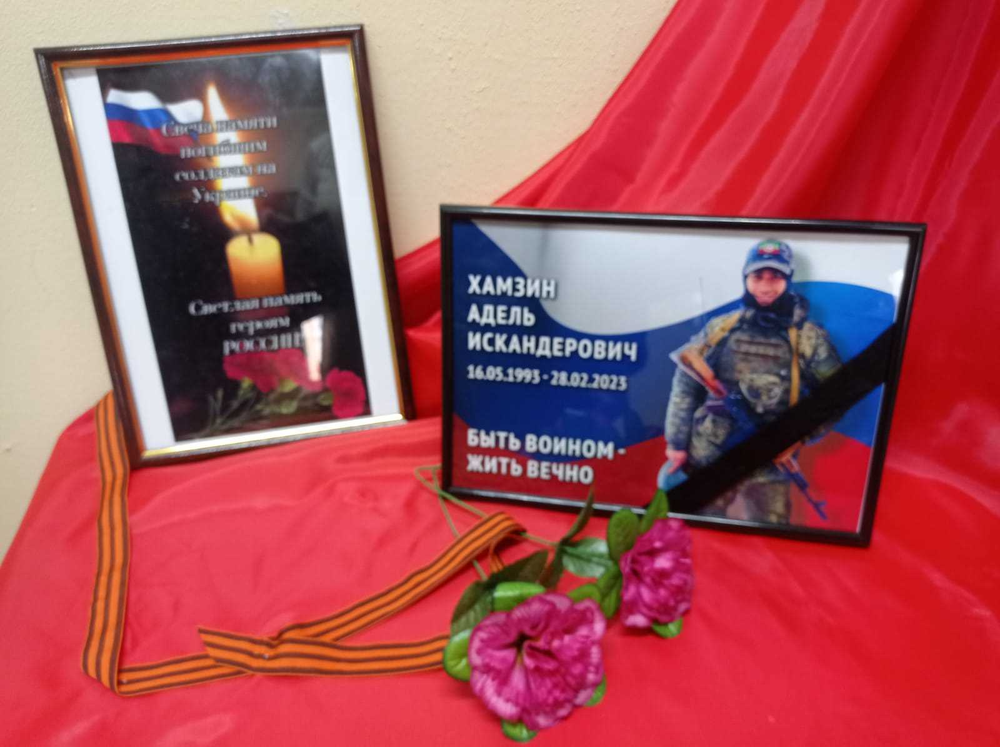 Свеча памяти
погибшим
солдатам на
Украине.
Светлая память
героям
РОССИИ!
ХАМЗИН
АДЕЛЬ
ИСКАНДЕРОВИЧ
16.05.1993 - 28.02.2023
БЫТЬ ВОИНОМ -
ЖИТЬ ВЕЧНО